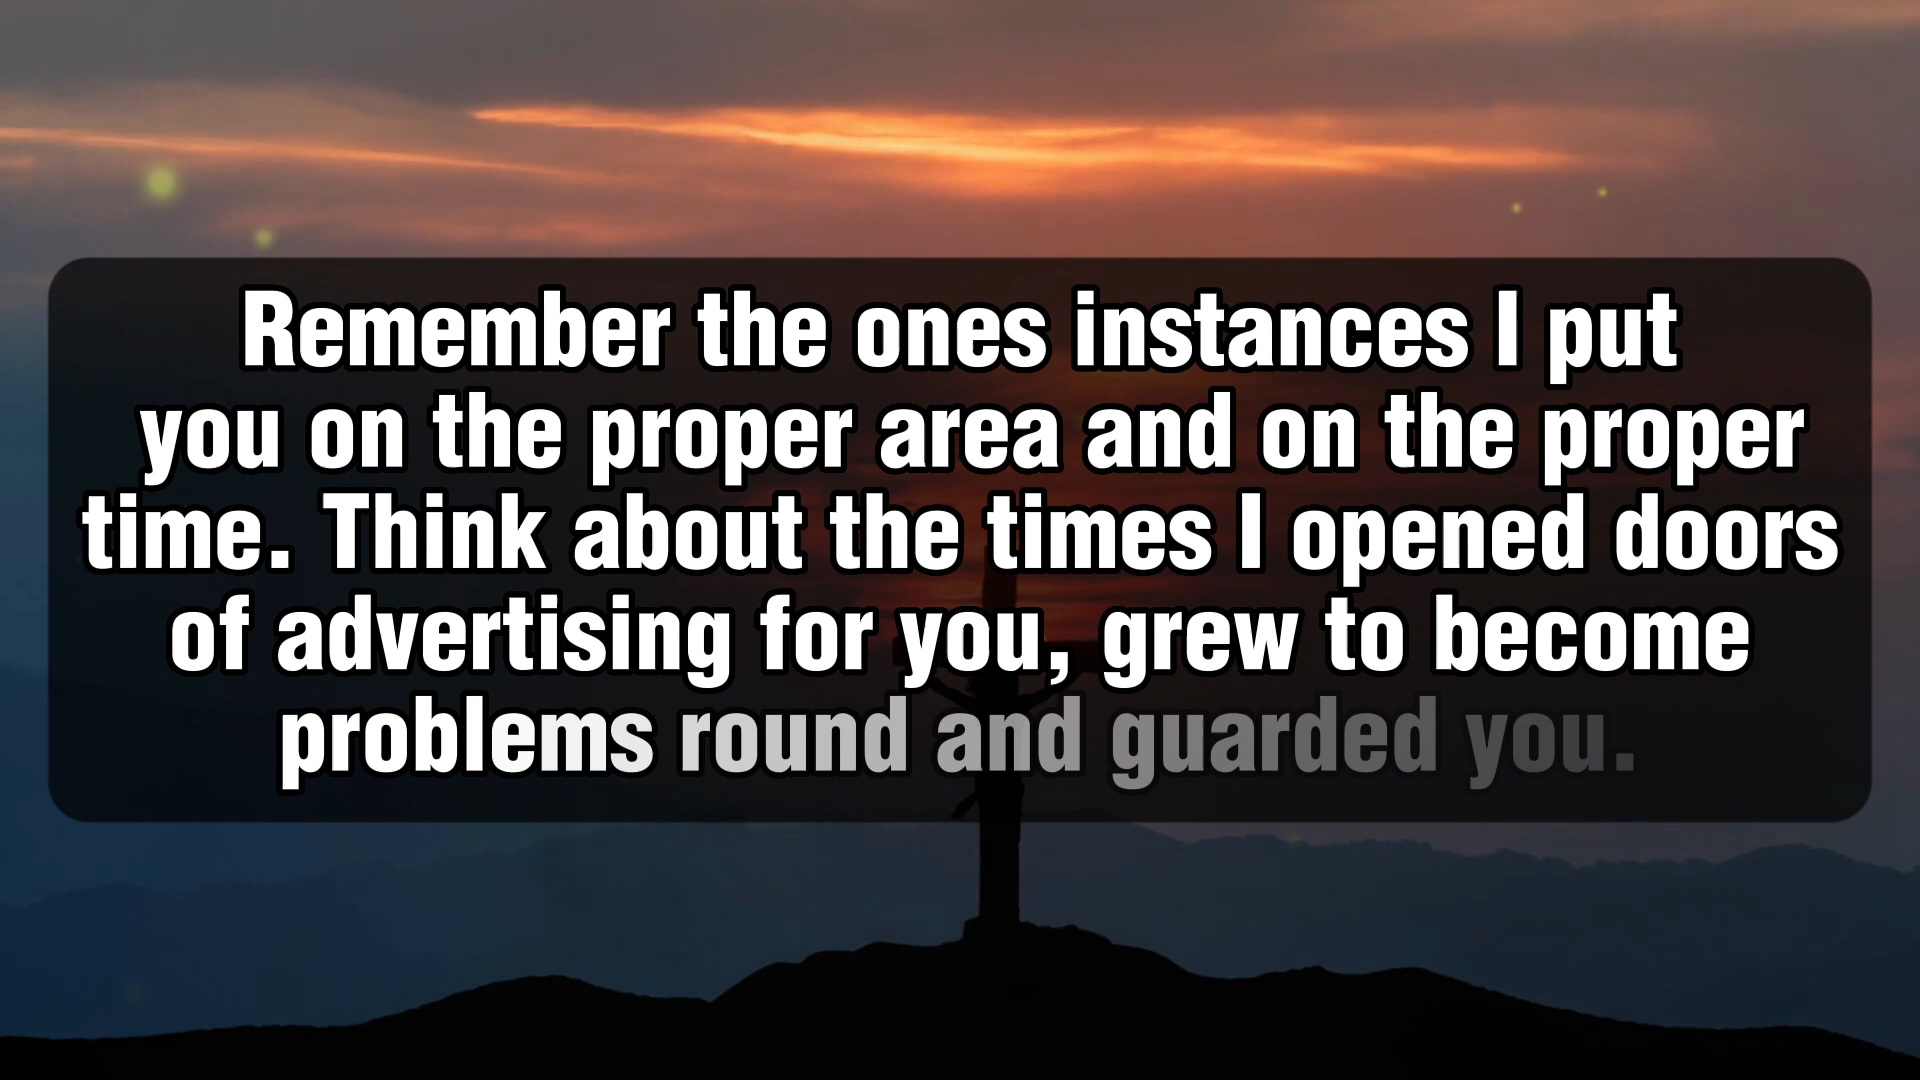 Remember the ones instances I put
you on the proper area and on the proper
time. Think about the times I opened doors
of advertising for you, grew to become
problems round and guarded you.